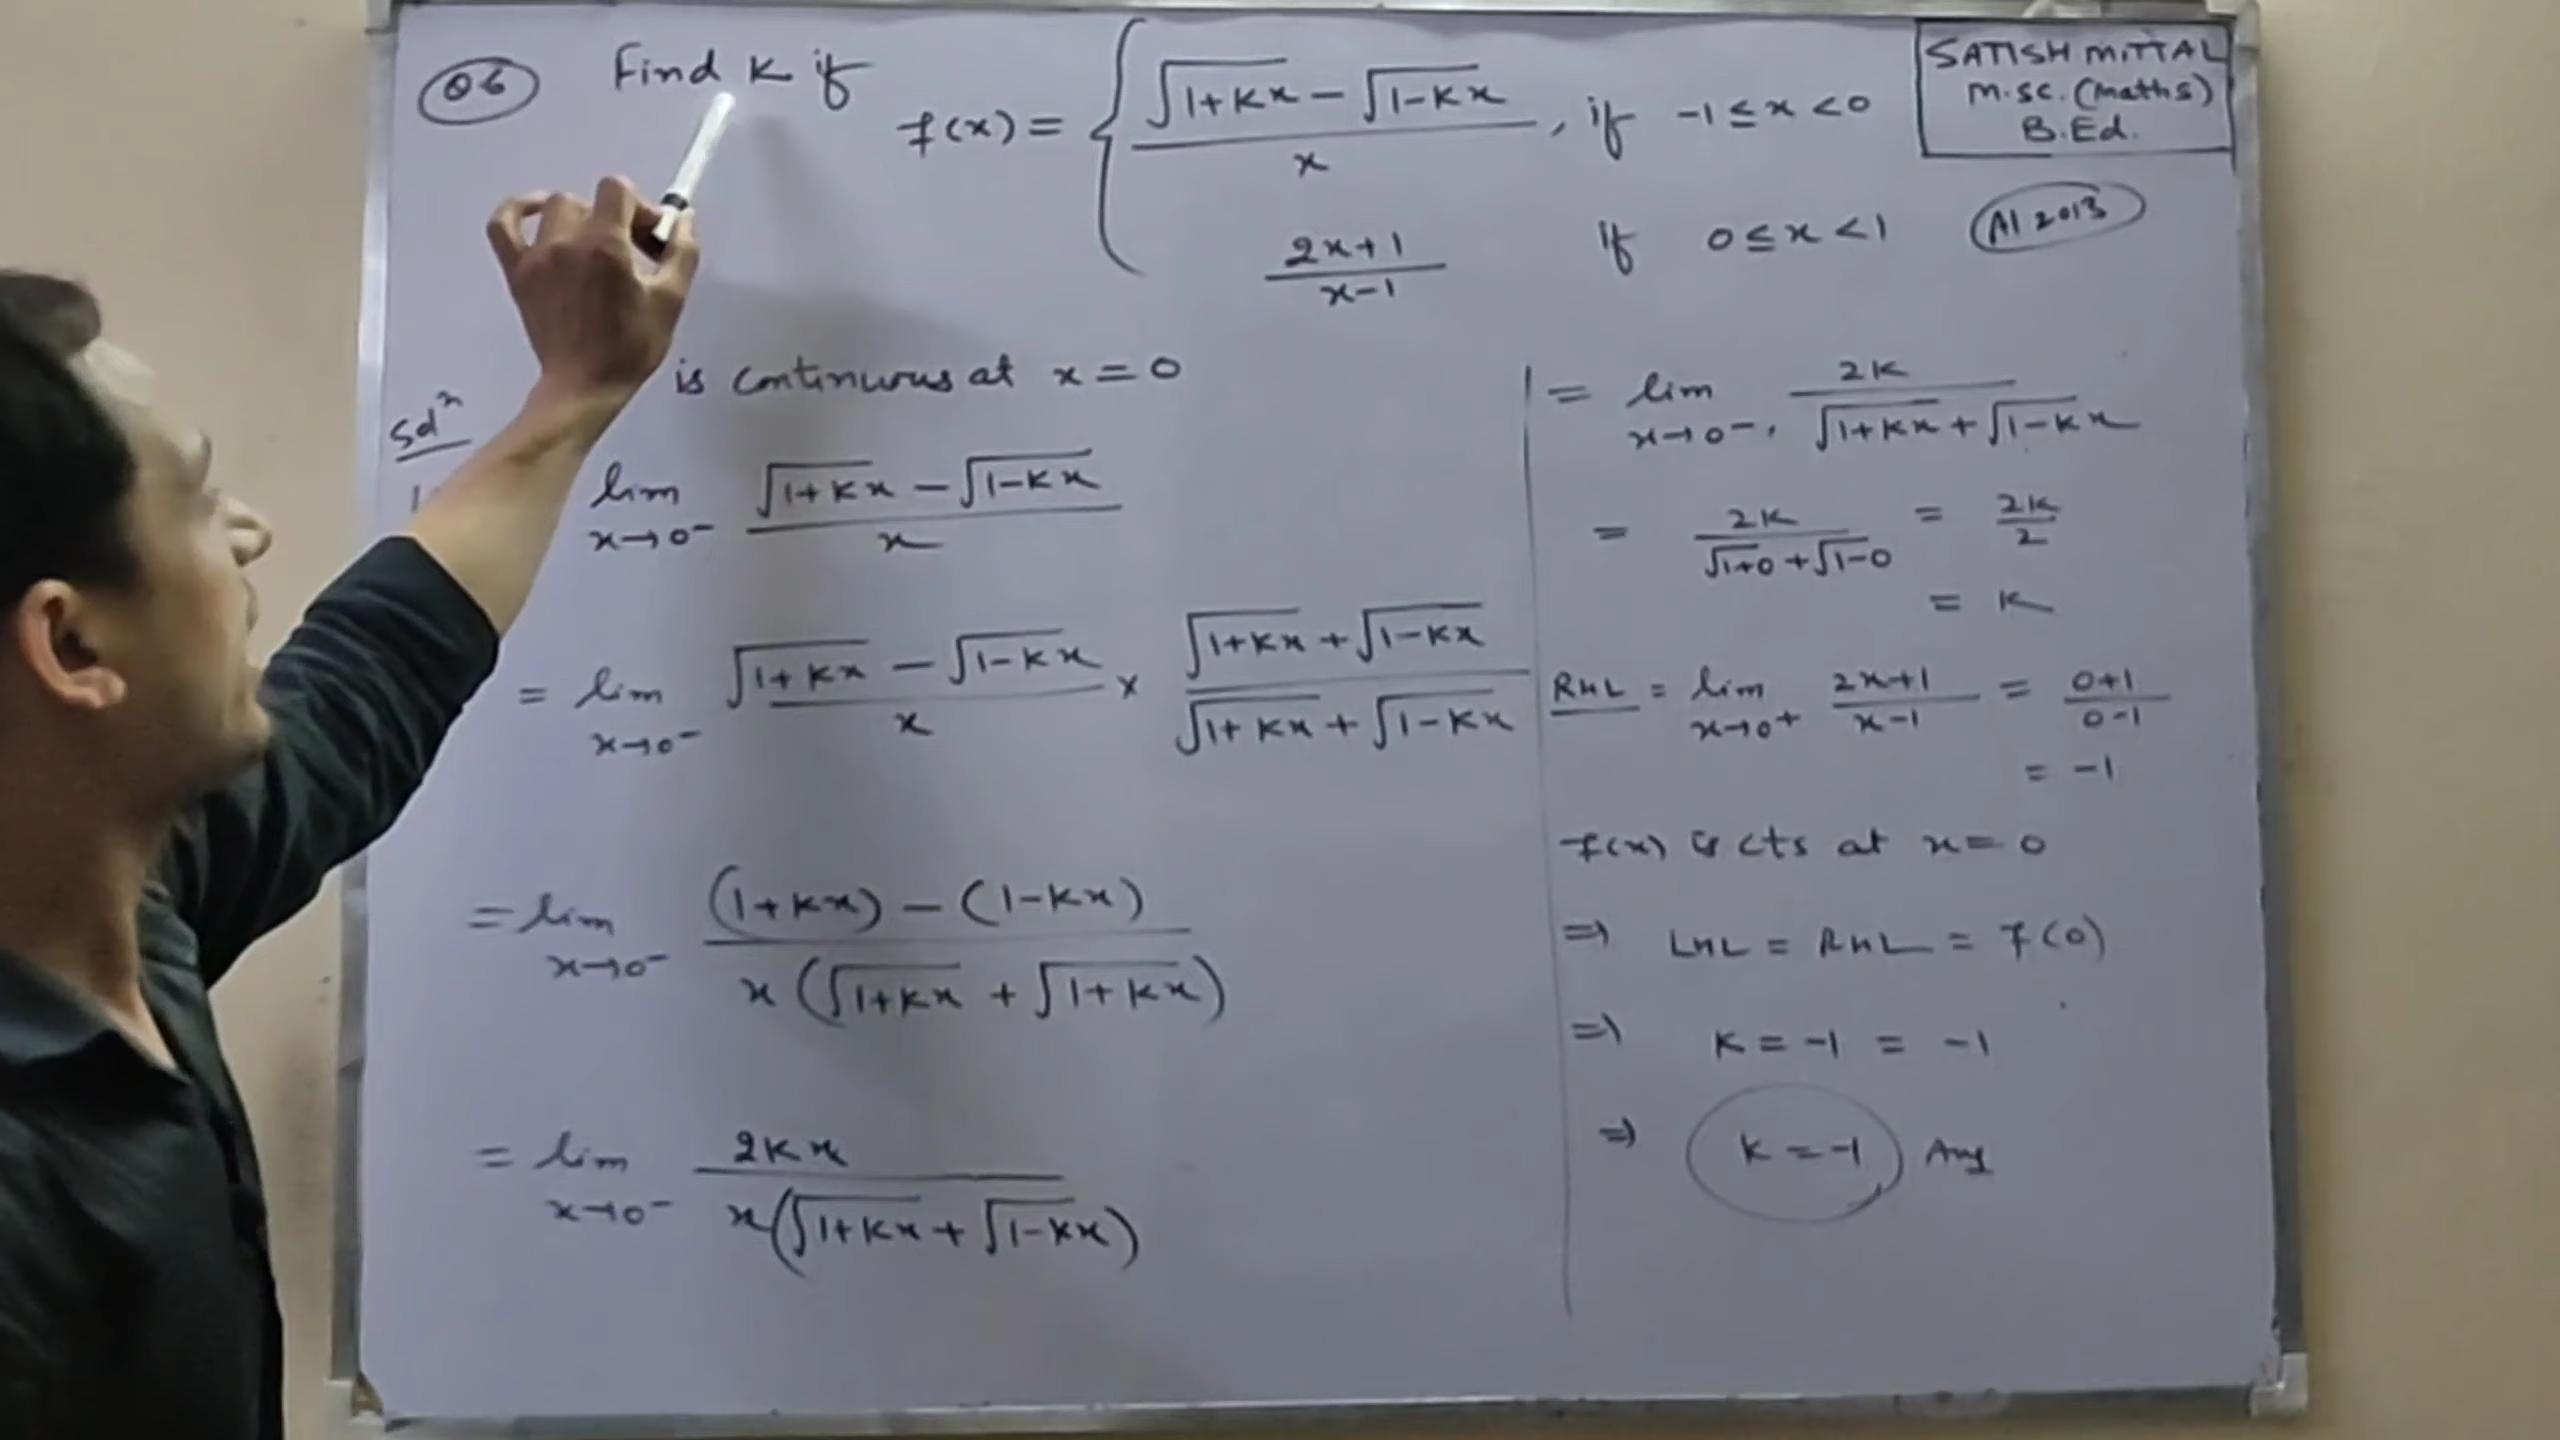 Q6 Find K if
f(x) = { (√(1+Kx) − √(1−Kx)) / x , if −1 ≤ x < 0
(2x+1) / (x−1) if 0 ≤ x < 1
AI 2013
SATISH MITTAL
M.SC. (Maths)
B.Ed.
is continuous at x = 0
Solⁿ
lim x→0⁻ (√(1+Kx) − √(1−Kx)) / x
= lim x→0⁻ (√(1+Kx) − √(1−Kx)) / x × (√(1+Kx) + √(1−Kx)) / (√(1+Kx) + √(1−Kx))
= lim x→0⁻ ((1+Kx) − (1−Kx)) / (x (√(1+Kx) + √(1+Kx)))
= lim x→0⁻ 2Kx / (x(√(1+Kx) + √(1−Kx)))
= lim x→0⁻ 2K / (√(1+Kx) + √(1−Kx))
= 2K / (√(1+0) + √(1−0)) = 2K / 2
= K
RHL = lim x→0⁺ (2x+1) / (x−1) = (0+1) / (0−1)
= −1
f(x) is cts at x = 0
⇒ LHL = RHL = f(0)
⇒ K = −1 = −1
⇒ K = −1 Ans